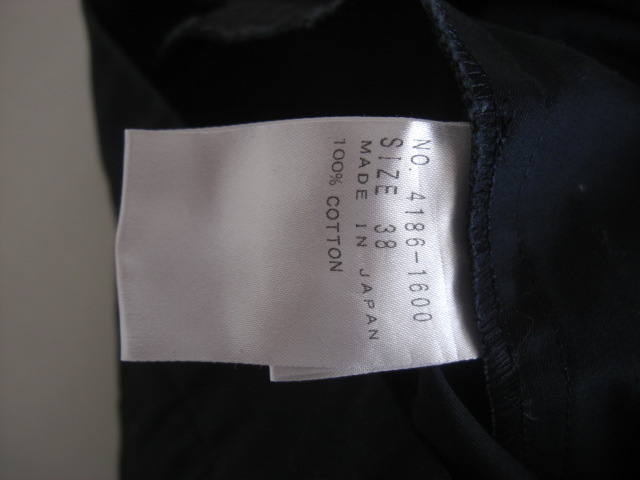 NO. 4186-1600
SIZE 38
MADE IN JAPAN
100% COTTON